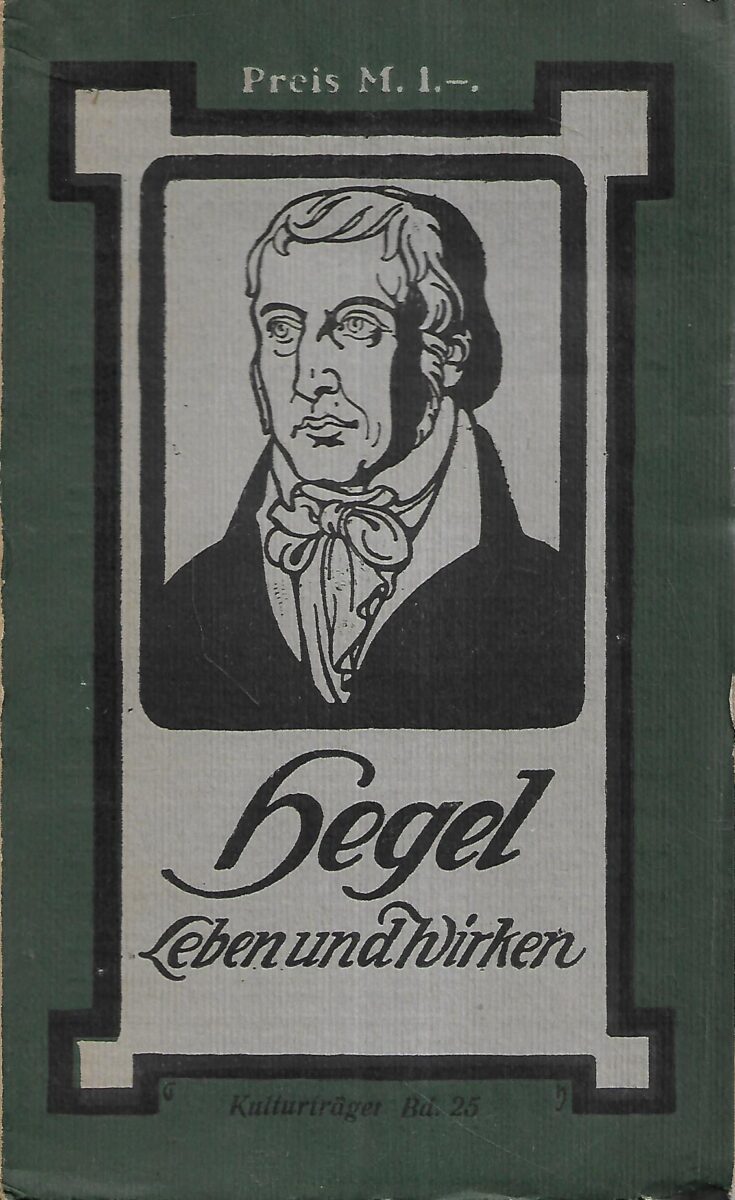 Preis M. 1.–.
Hegel
Leben und Wirken
Kulturträger Bd. 25